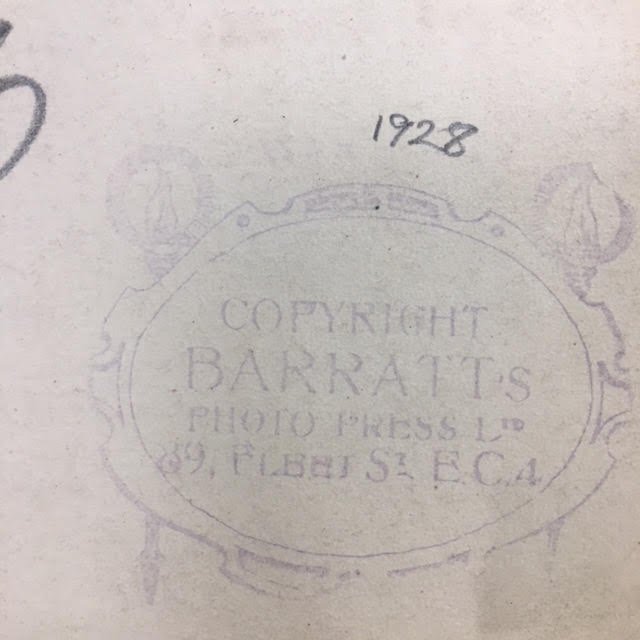 1928
COPYRIGHT
BARRATT'S
PHOTO PRESS LTD
89, FLEET ST. E.C.4